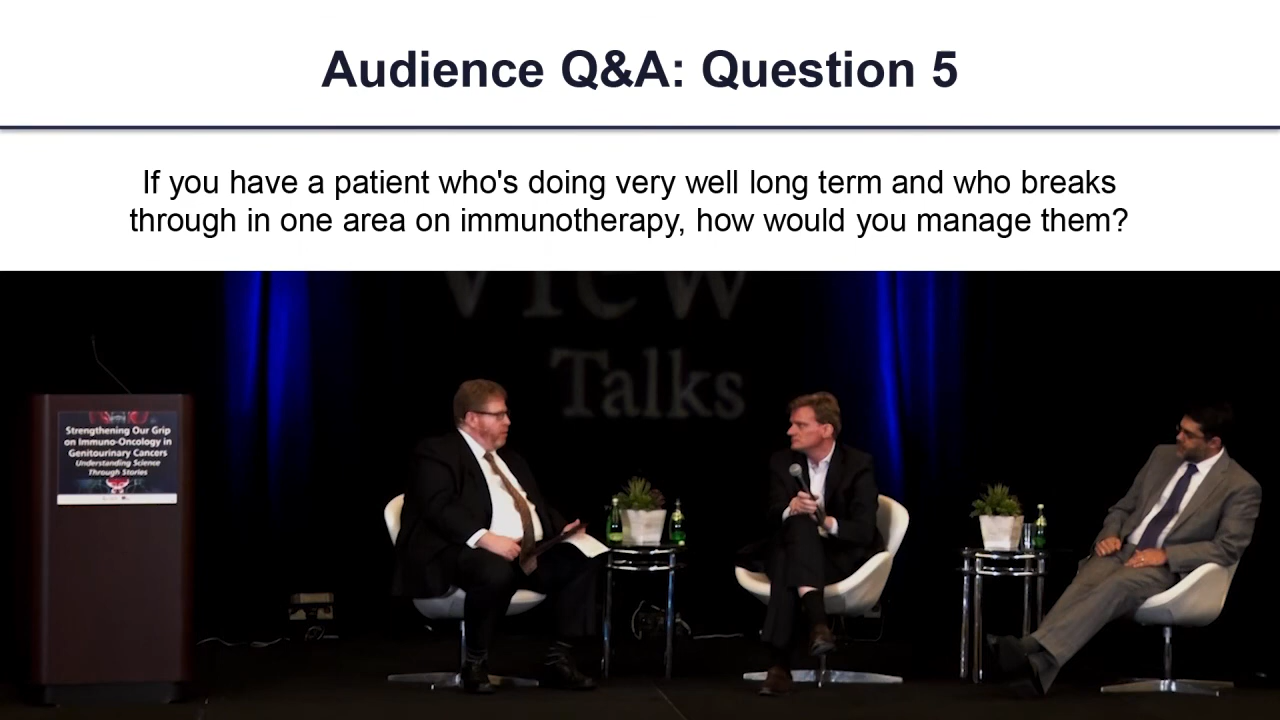 Audience Q&A: Question 5
If you have a patient who's doing very well long term and who breaks
through in one area on immunotherapy, how would you manage them?
View
Talks
Strengthening Our Grip
on Immuno-Oncology in
Genitourinary Cancers
Understanding Science
Through Stories